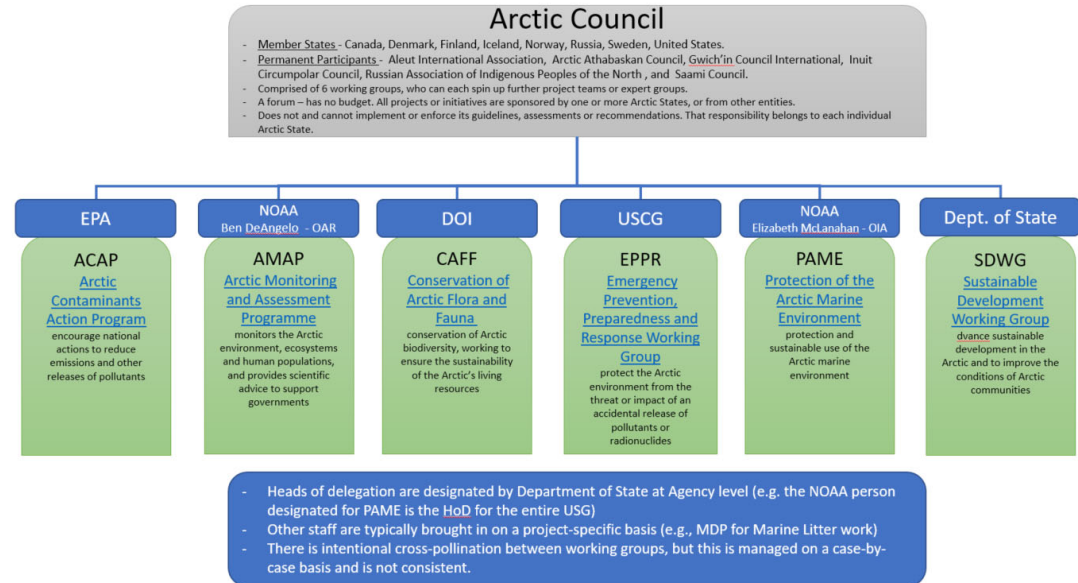 Arctic Council
- Member States - Canada, Denmark, Finland, Iceland, Norway, Russia, Sweden, United States.
- Permanent Participants - Aleut International Association, Arctic Athabaskan Council, Gwich'in Council International, Inuit
Circumpolar Council, Russian Association of Indigenous Peoples of the North , and Saami Council.
- Comprised of 6 working groups, who can each spin up further project teams or expert groups.
- A forum – has no budget. All projects or initiatives are sponsored by one or more Arctic States, or from other entities.
- Does not and cannot implement or enforce its guidelines, assessments or recommendations. That responsibility belongs to each individual
Arctic State.
EPA
ACAP
Arctic
Contaminants
Action Program
encourage national
actions to reduce
emissions and other
releases of pollutants
NOAA
Ben DeAngelo - OAR
AMAP
Arctic Monitoring
and Assessment
Programme
monitors the Arctic
environment, ecosystems
and human populations,
and provides scientific
advice to support
governments
DOI
CAFF
Conservation of
Arctic Flora and
Fauna
conservation of Arctic
biodiversity, working to
ensure the sustainability
of the Arctic's living
resources
USCG
EPPR
Emergency
Prevention,
Preparedness and
Response Working
Group
protect the Arctic
environment from the
threat or impact of an
accidental release of
pollutants or
radionuclides
NOAA
Elizabeth McLanahan - OIA
PAME
Protection of the
Arctic Marine
Environment
protection and
sustainable use of the
Arctic marine
environment
Dept. of State
SDWG
Sustainable
Development
Working Group
dvance sustainable
development in the
Arctic and to improve the
conditions of Arctic
communities
- Heads of delegation are designated by Department of State at Agency level (e.g. the NOAA person
designated for PAME is the HoD for the entire USG)
- Other staff are typically brought in on a project-specific basis (e.g., MDP for Marine Litter work)
- There is intentional cross-pollination between working groups, but this is managed on a case-by-
case basis and is not consistent.